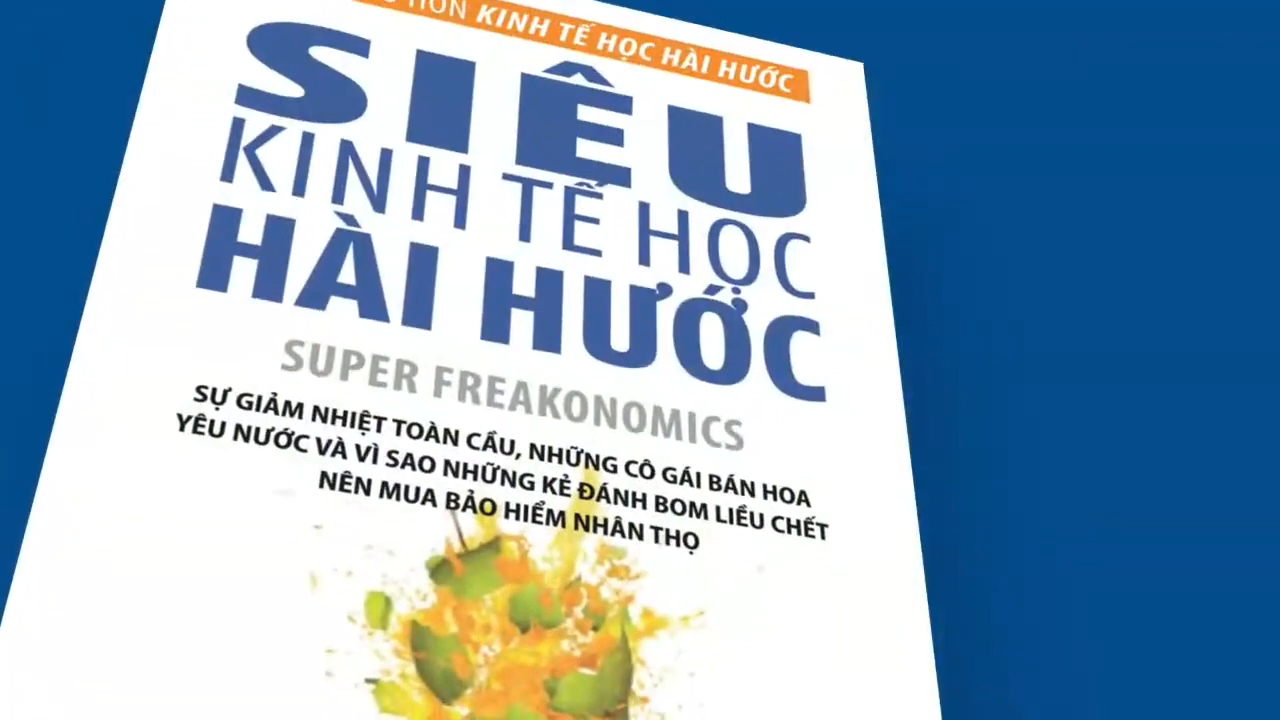 HƠN KINH TẾ HỌC HÀI HƯỚC
SIÊU
KINH TẾ HỌC
HÀI HƯỚC
SUPER FREAKONOMICS
SỰ GIẢM NHIỆT TOÀN CẦU, NHỮNG CÔ GÁI BÁN HOA
YÊU NƯỚC VÀ VÌ SAO NHỮNG KẺ ĐÁNH BOM LIỀU CHẾT
NÊN MUA BẢO HIỂM NHÂN THỌ